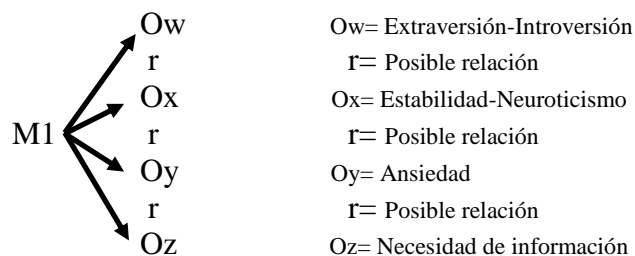 Ow Ow= Extraversión-Introversión
r r= Posible relación
Ox Ox= Estabilidad-Neuroticismo
M1 r r= Posible relación
Oy Oy= Ansiedad
r r= Posible relación
Oz Oz= Necesidad de información